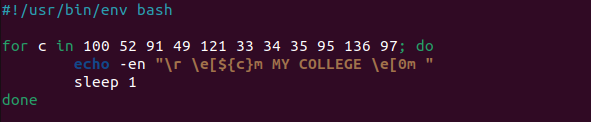 #!/usr/bin/env bash
for c in 100 52 91 49 121 33 34 35 95 136 97; do
echo -en "\r \e[${c}m MY COLLEGE \e[0m "
sleep 1
done